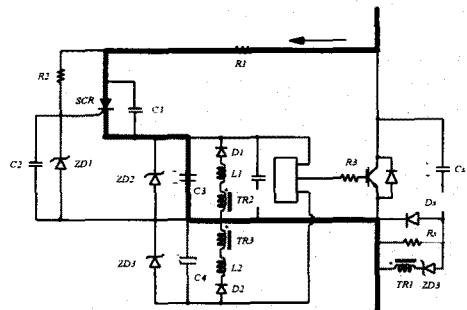 R1
R2
SCR
C1
C2
ZD1
ZD2
C3
D1
L1
TR2
R3
Cs
Ds
Rs
TR3
ZD3
C4
L2
D2
TR1
ZD3